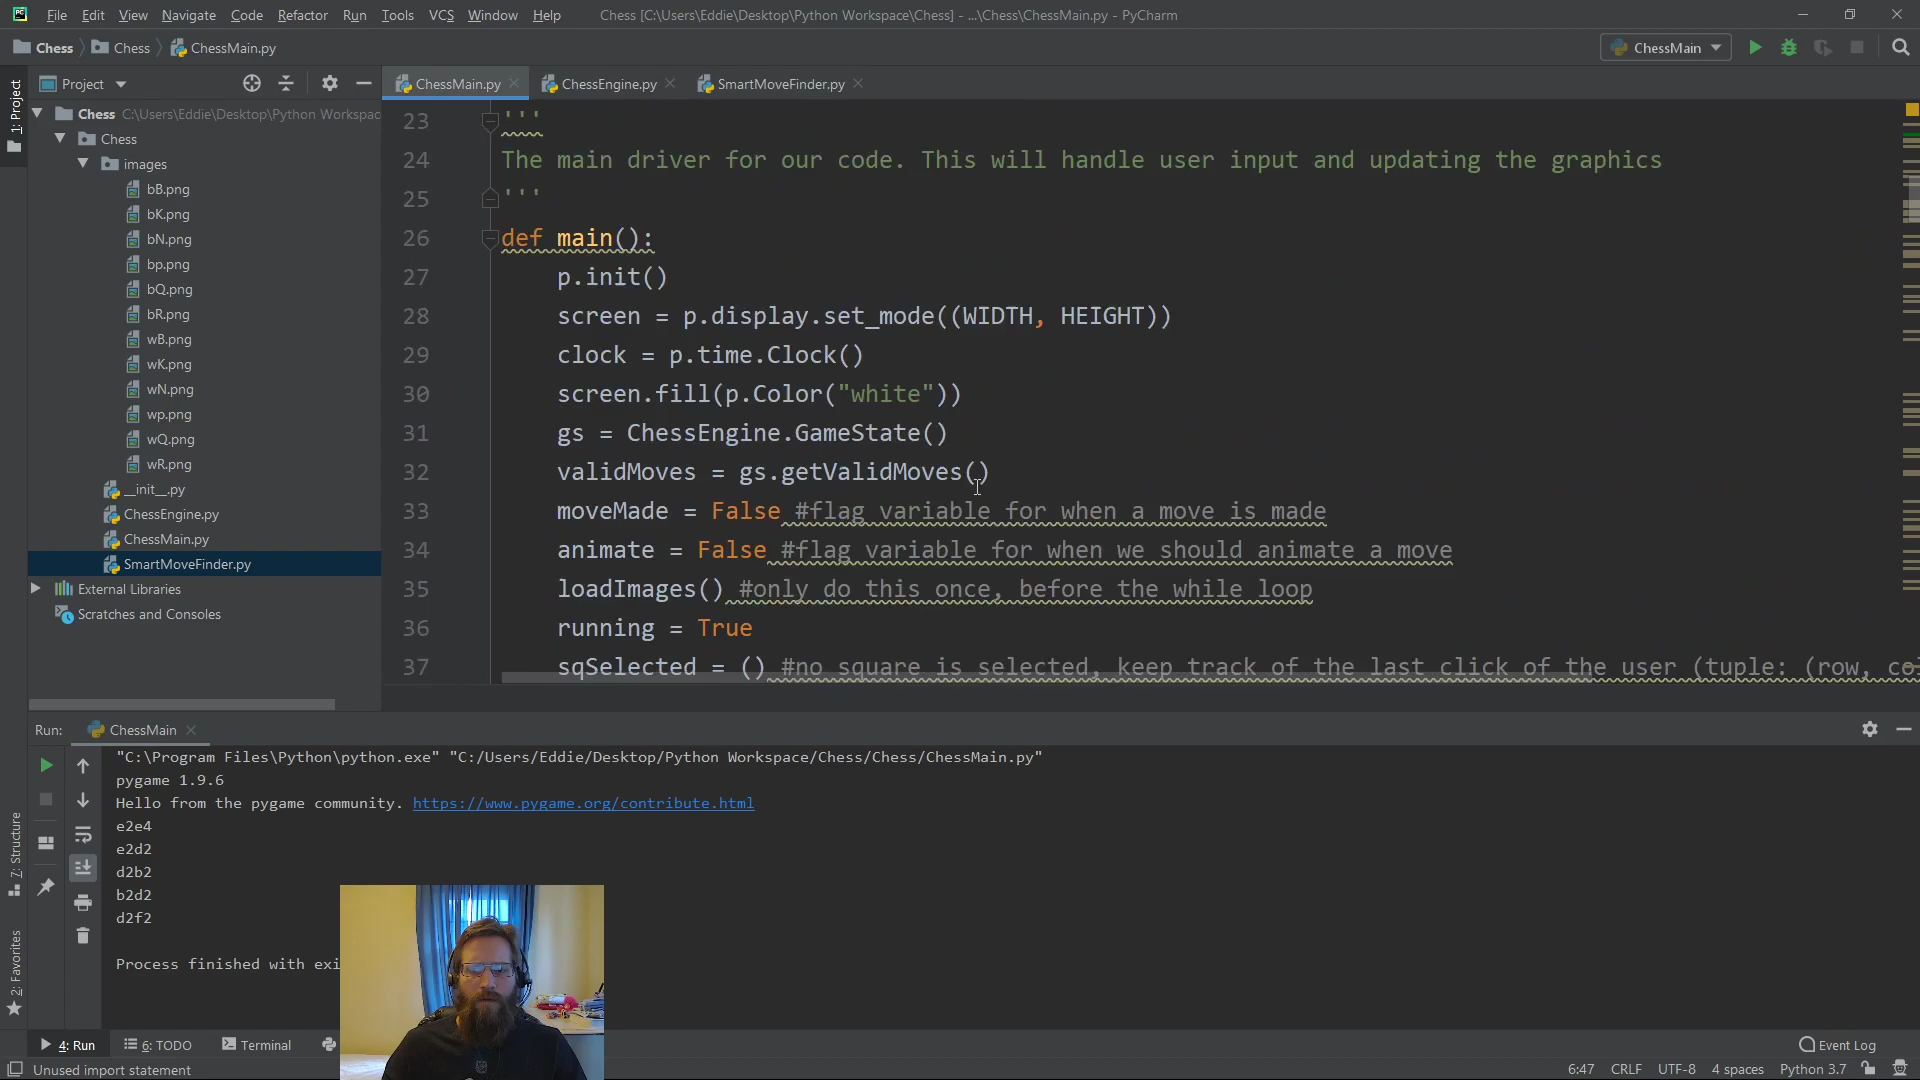 File Edit View Navigate Code Refactor Run Tools VCS Window Help Chess [C:\Users\Eddie\Desktop\Python Workspace\Chess] - ...\Chess\ChessMain.py - PyCharm
Chess Chess ChessMain.py ChessMain
1: Project
Project
ChessMain.py ChessEngine.py SmartMoveFinder.py
Chess C:\Users\Eddie\Desktop\Python Workspac
Chess
images
bB.png
bK.png
bN.png
bp.png
bQ.png
bR.png
wB.png
wK.png
wN.png
wp.png
wQ.png
wR.png
__init__.py
ChessEngine.py
ChessMain.py
SmartMoveFinder.py
External Libraries
Scratches and Consoles
23 '''
24 The main driver for our code. This will handle user input and updating the graphics
25 '''
26 def main():
27 p.init()
28 screen = p.display.set_mode((WIDTH, HEIGHT))
29 clock = p.time.Clock()
30 screen.fill(p.Color("white"))
31 gs = ChessEngine.GameState()
32 validMoves = gs.getValidMoves()
33 moveMade = False #flag variable for when a move is made
34 animate = False #flag variable for when we should animate a move
35 loadImages() #only do this once, before the while loop
36 running = True
37 sqSelected = () #no square is selected, keep track of the last click of the user (tuple: (row, co
Run: ChessMain
"C:\Program Files\Python\python.exe" "C:/Users/Eddie/Desktop/Python Workspace/Chess/Chess/ChessMain.py"
pygame 1.9.6
Hello from the pygame community. https://www.pygame.org/contribute.html
e2e4
e2d2
d2b2
b2d2
d2f2
Process finished with exi
7: Structure
2: Favorites
4: Run 6: TODO Terminal Event Log
Unused import statement 6:47 CRLF UTF-8 4 spaces Python 3.7